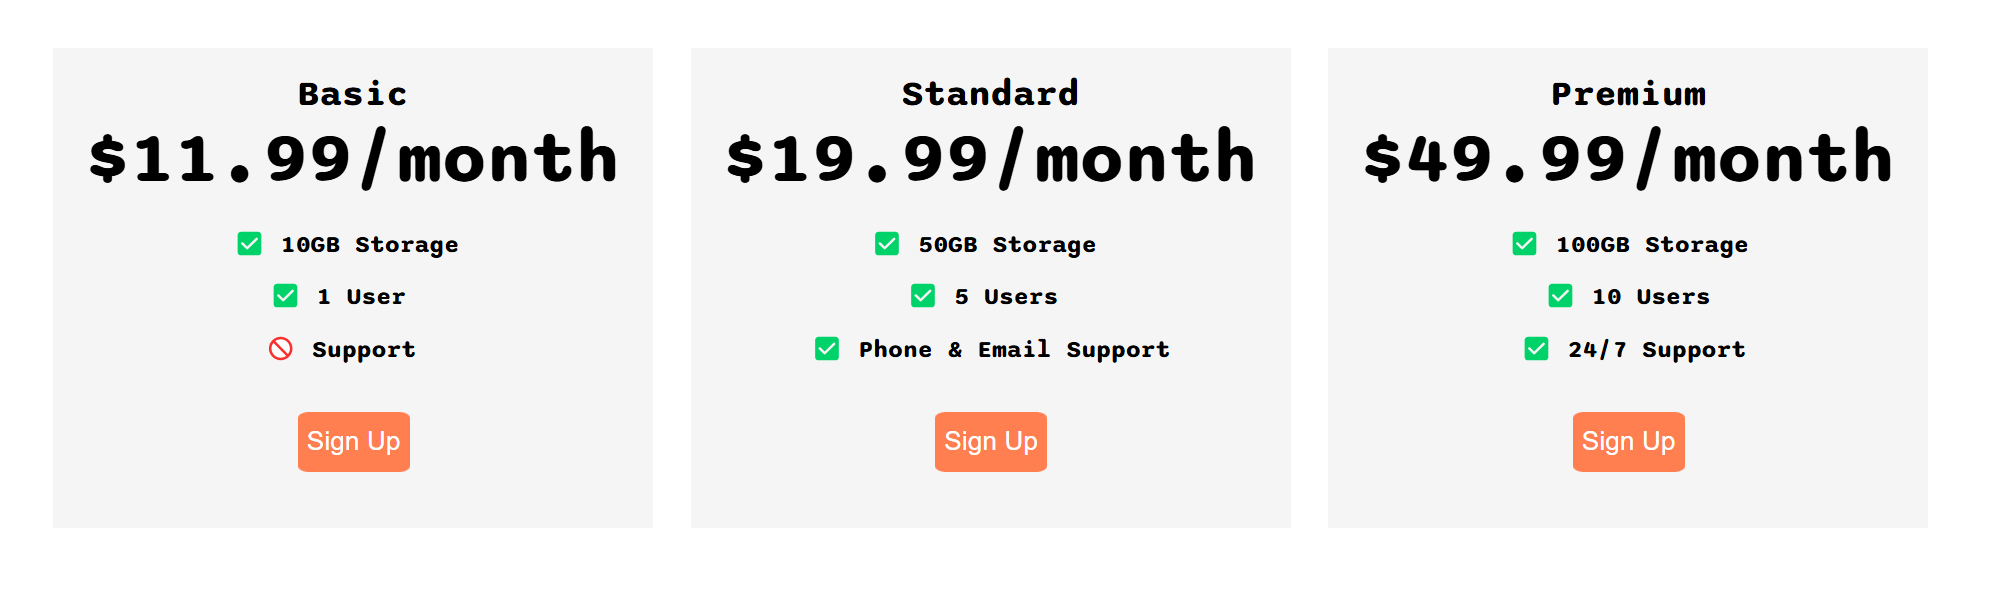 Basic
$11.99/month
10GB Storage
1 User
Support
Sign Up
Standard
$19.99/month
50GB Storage
5 Users
Phone & Email Support
Sign Up
Premium
$49.99/month
100GB Storage
10 Users
24/7 Support
Sign Up